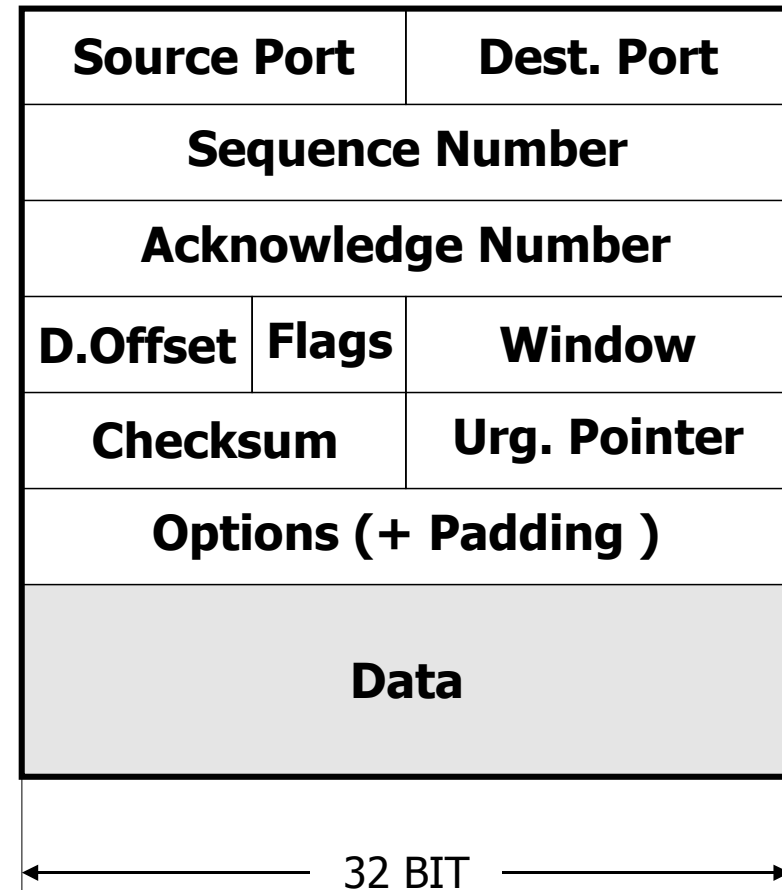 Source Port Dest. Port
Sequence Number
Acknowledge Number
D.Offset Flags Window
Checksum Urg. Pointer
Options (+ Padding )
Data
32 BIT